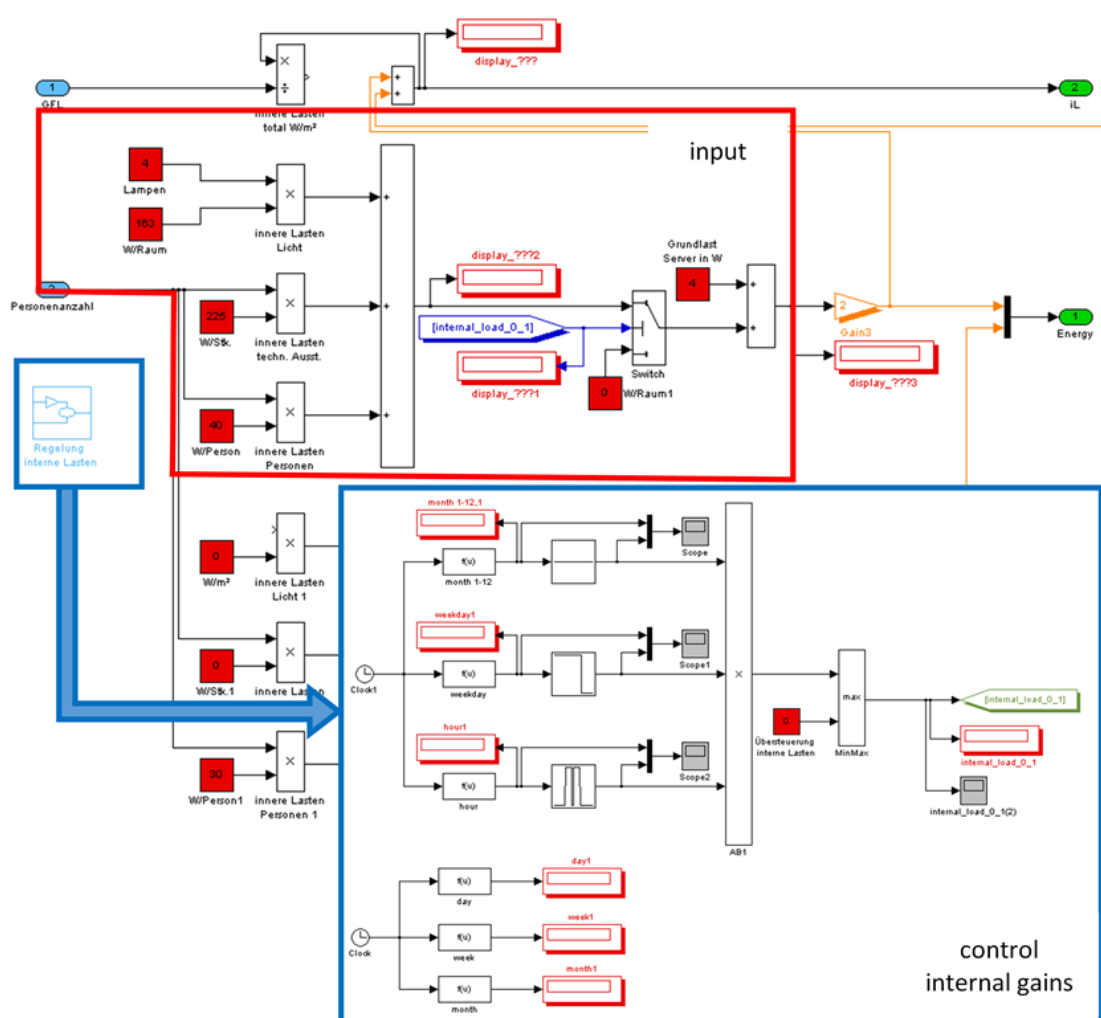 display_???
1
GFL
×
÷
innere Lasten
total W/m²
+
+
2
iL
input
4
Lampen
163
W/Raum
×
innere Lasten
Licht
+
Personenanzahl
226
W/Stk.
×
innere Lasten
techn. Ausst.
+
40
W/Person
×
innere Lasten
Personen
+
display_???2
[internal_load_0_1]
display_???1
Switch
0
W/Raum1
Grundlast
Server in W
4
+
+
2
Gain3
display_???3
1
Energy
Regelung
interne Lasten
0
W/m²
×
innere Lasten
Licht 1
0
W/Stk.1
×
innere Lasten
30
W/Person1
×
innere Lasten
Personen 1
month 1-12,1
f(u)
month 1-12
Scope
weekday1
Clock1
f(u)
weekday
Scope1
hour1
f(u)
hour
Scope2
×
AB1
0
Übersteuerung
interne Lasten
max
MinMax
[internal_load_0_1]
internal_load_0_1
internal_load_0_1(2)
Clock
f(u)
day
day1
f(u)
week
week1
f(u)
month
month1
control
internal gains